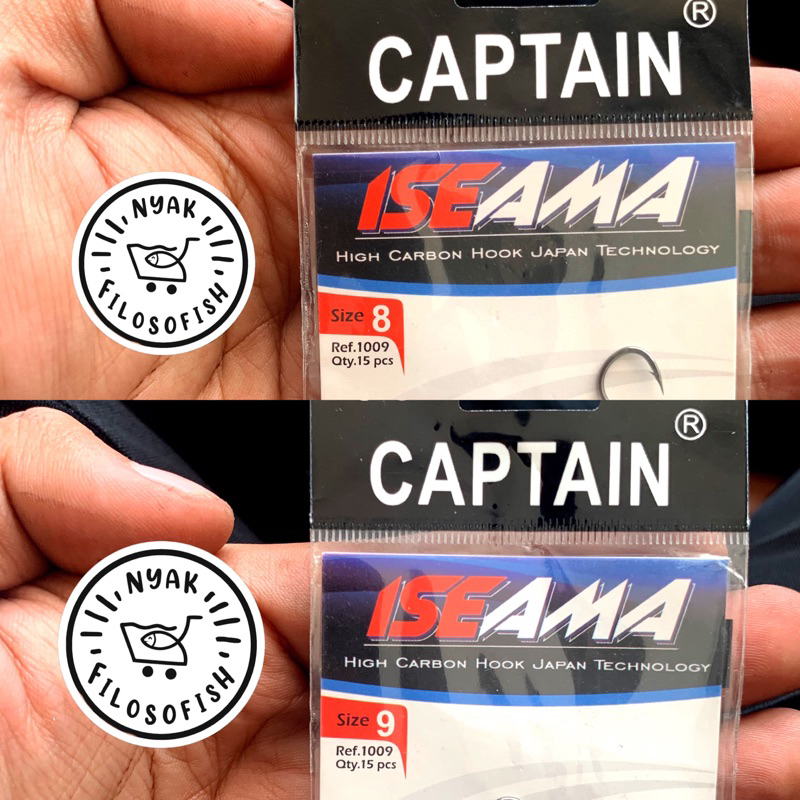 CAPTAIN ®
ISEAMA
HIGH CARBON HOOK JAPAN TECHNOLOGY
Size 8
Ref.1009
Qty.15 pcs
NYAK
FILOSOFISH
CAPTAIN ®
ISEAMA
HIGH CARBON HOOK JAPAN TECHNOLOGY
Size 9
Ref.1009
Qty.15 pcs
NYAK
FILOSOFISH